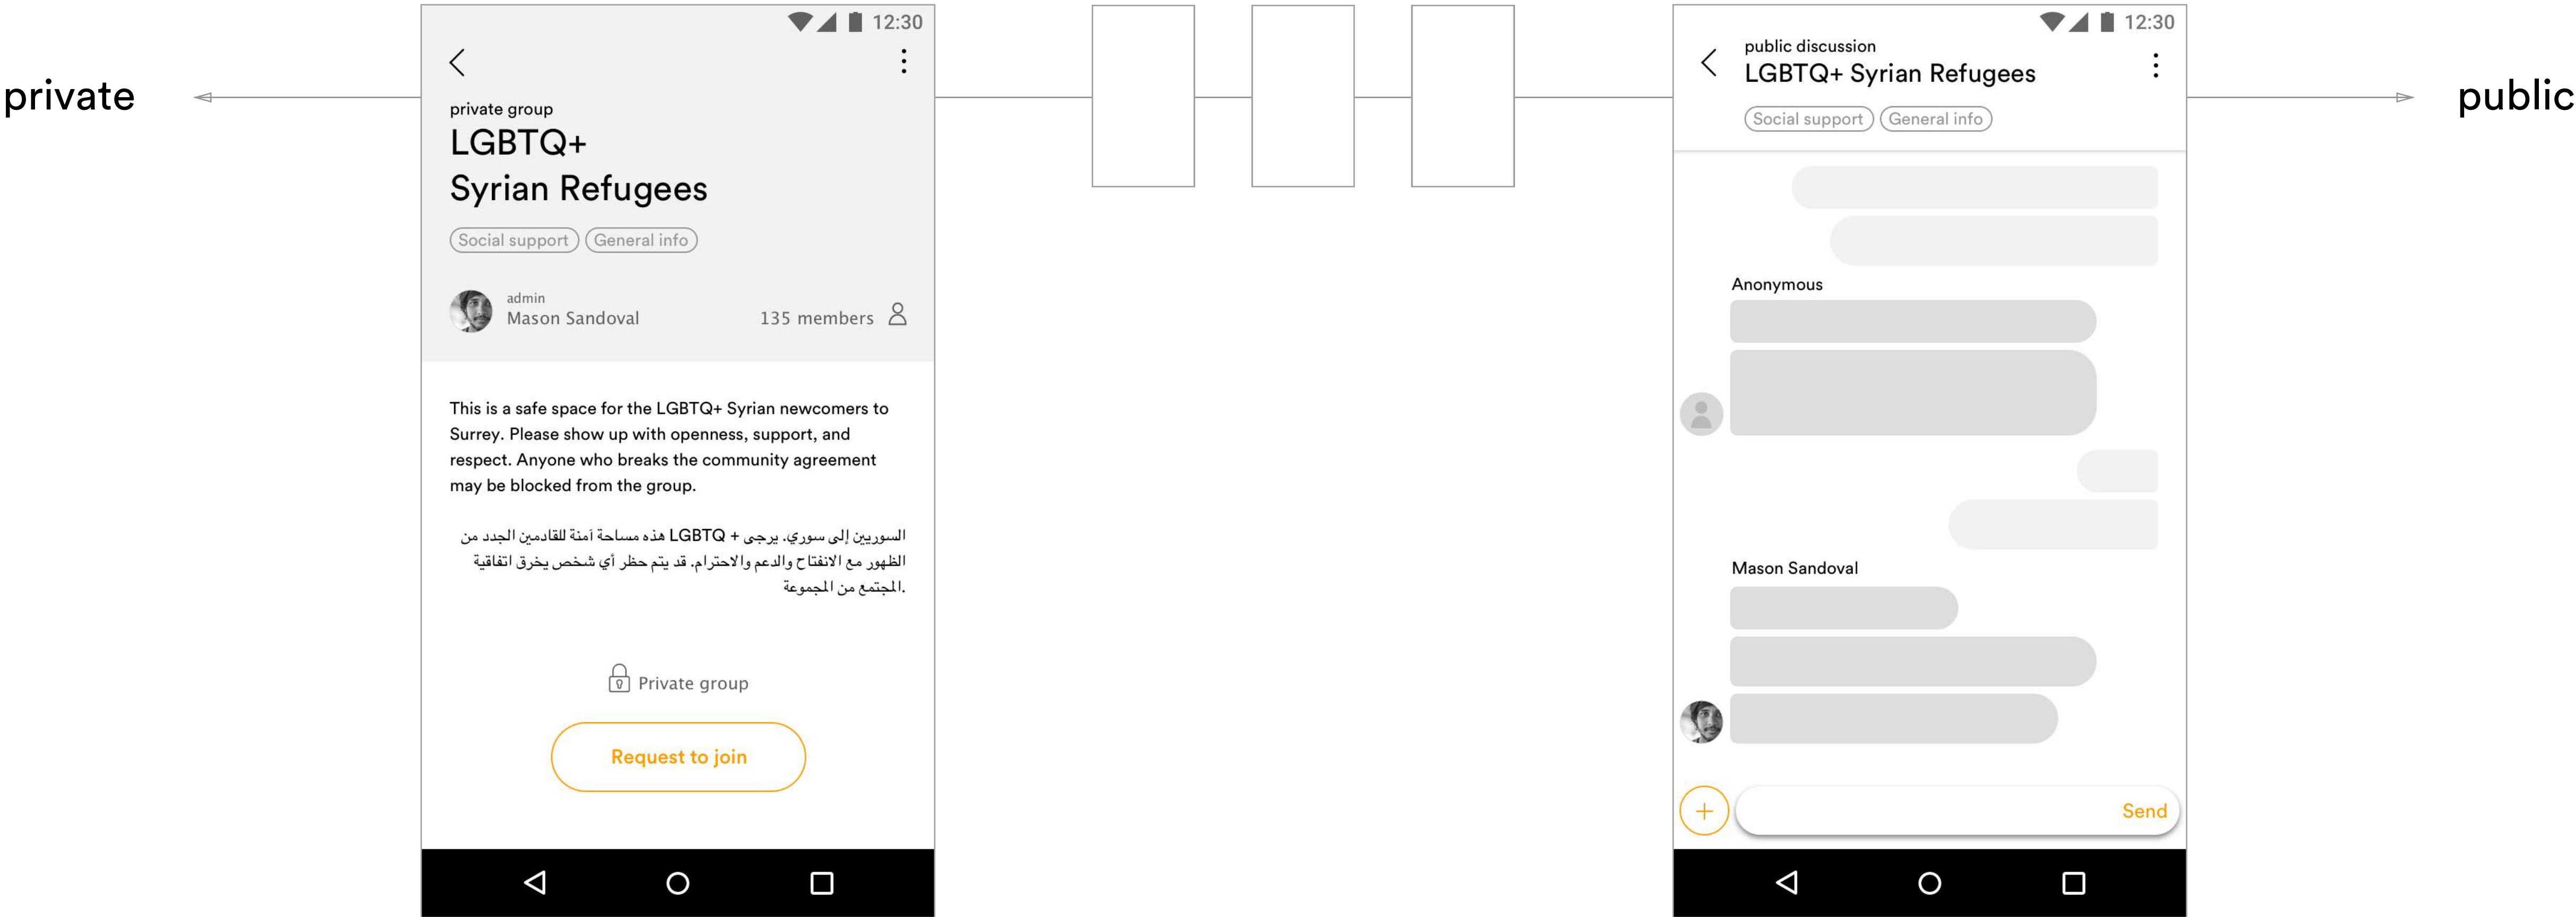 private
12:30
private group
LGBTQ+
Syrian Refugees
Social support General info
admin
Mason Sandoval 135 members
This is a safe space for the LGBTQ+ Syrian newcomers to
Surrey. Please show up with openness, support, and
respect. Anyone who breaks the community agreement
may be blocked from the group.
السوريين إلى سوري. يرجى + LGBTQ هذه مساحة آمنة للقادمين الجدد من
الظهور مع الانفتاح والدعم والاحترام. قد يتم حظر أي شخص يخرق اتفاقية
.المجتمع من المجموعة
Private group
Request to join
12:30
public discussion
LGBTQ+ Syrian Refugees
Social support General info
Anonymous
Mason Sandoval
Send
public